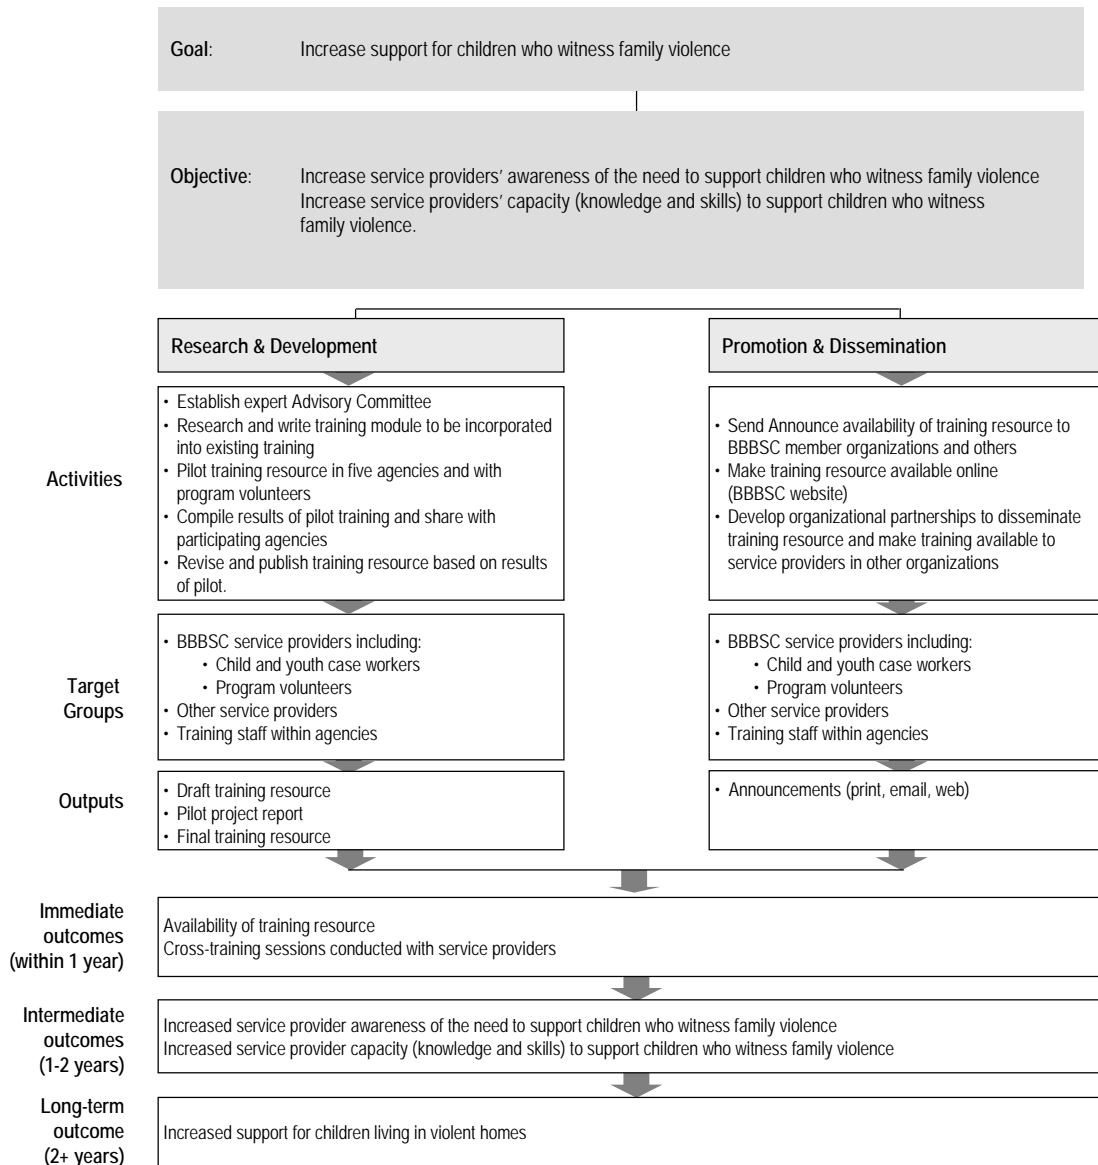 Goal: Increase support for children who witness family violence
Objective: Increase service providers’ awareness of the need to support children who witness family violence
Increase service providers’ capacity (knowledge and skills) to support children who witness
family violence.
Research & Development
Promotion & Dissemination
Activities
• Establish expert Advisory Committee
• Research and write training module to be incorporated
into existing training
• Pilot training resource in five agencies and with
program volunteers
• Compile results of pilot training and share with
participating agencies
• Revise and publish training resource based on results
of pilot.
• Send Announce availability of training resource to
BBBSC member organizations and others
• Make training resource available online
(BBBSC website)
• Develop organizational partnerships to disseminate
training resource and make training available to
service providers in other organizations
Target
Groups
• BBBSC service providers including:
• Child and youth case workers
• Program volunteers
• Other service providers
• Training staff within agencies
• BBBSC service providers including:
• Child and youth case workers
• Program volunteers
• Other service providers
• Training staff within agencies
Outputs
• Draft training resource
• Pilot project report
• Final training resource
• Announcements (print, email, web)
Immediate
outcomes
(within 1 year)
Availability of training resource
Cross-training sessions conducted with service providers
Intermediate
outcomes
(1-2 years)
Increased service provider awareness of the need to support children who witness family violence
Increased service provider capacity (knowledge and skills) to support children who witness family violence
Long-term
outcome
(2+ years)
Increased support for children living in violent homes